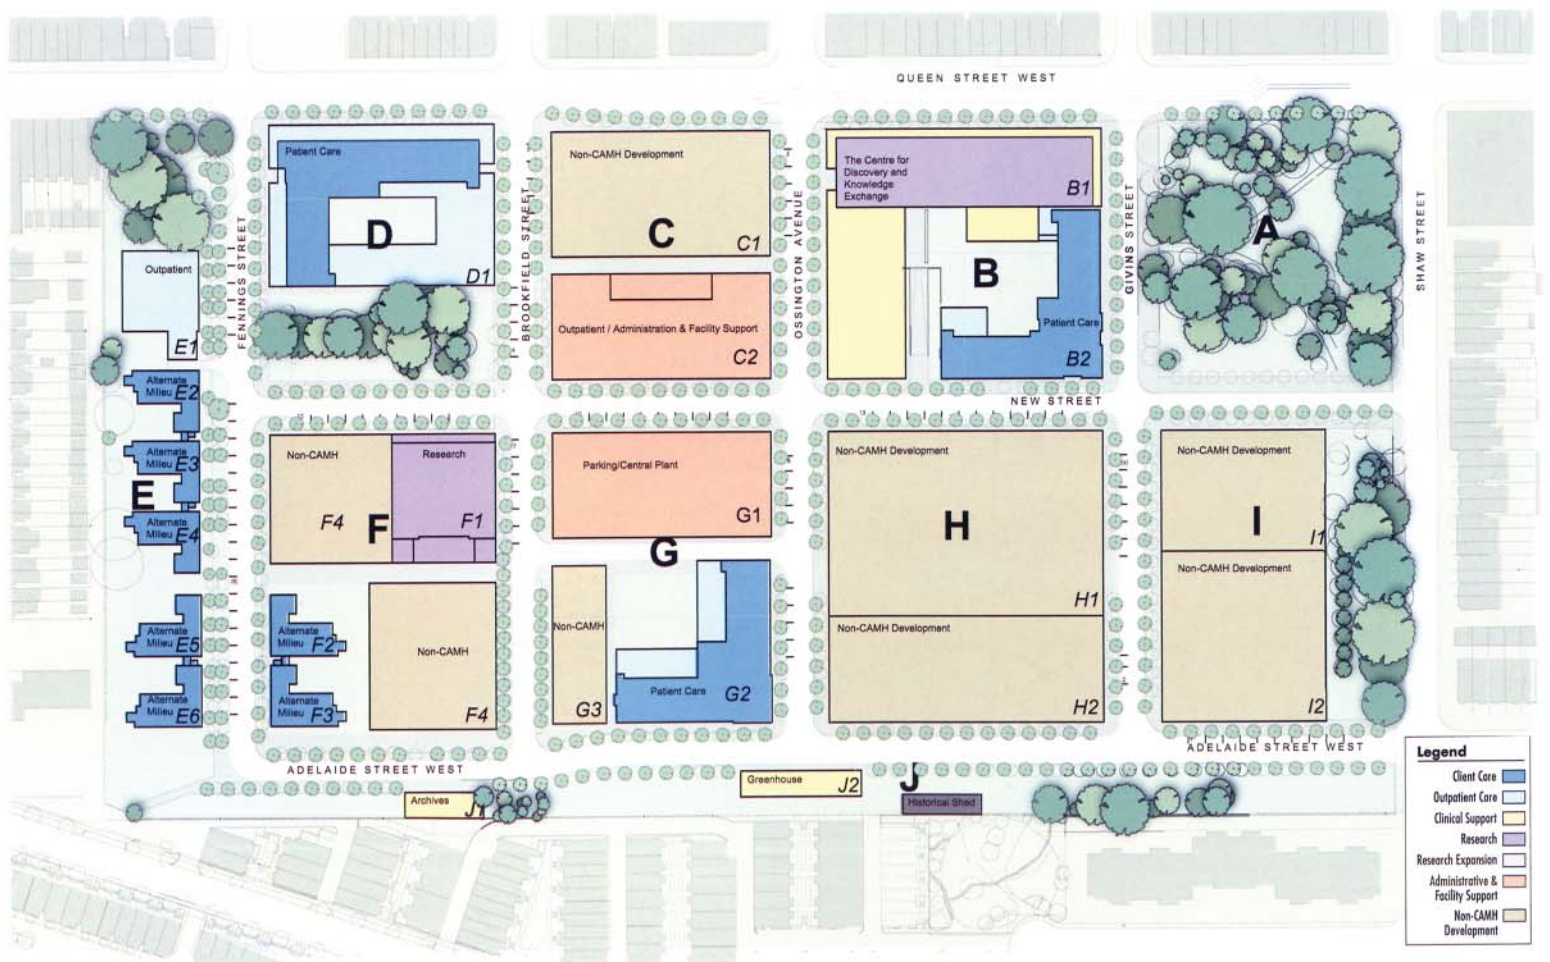 QUEEN STREET WEST
FENNINGS STREET
BROOKFIELD STREET
OSSINGTON AVENUE
GIVINS STREET
SHAW STREET
Patient Care
D
D1
Non-CAMH Development
C
C1
Outpatient / Administration & Facility Support
C2
The Centre for
Discovery and
Knowledge
Exchange
B1
B
Patient Care
B2
A
Outpatient
E1
NEW STREET
Alternate
Milieu E2
Alternate
Milieu E3
E
Alternate
Milieu E4
Alternate
Milieu E5
Alternate
Milieu E6
Non-CAMH
F4
F
Research
F1
Alternate
Milieu F2
Alternate
Milieu F3
Non-CAMH
F4
Parking/Central Plant
G1
G
Non-CAMH
G3
Patient Care
G2
Non-CAMH Development
H
H1
Non-CAMH Development
H2
Non-CAMH Development
I
I1
Non-CAMH Development
I2
ADELAIDE STREET WEST
ADELAIDE STREET WEST
Archives
J1
Greenhouse
J2
J
Historical Shed
Legend
Client Care
Outpatient Care
Clinical Support
Research
Research Expansion
Administrative &
Facility Support
Non-CAMH
Development